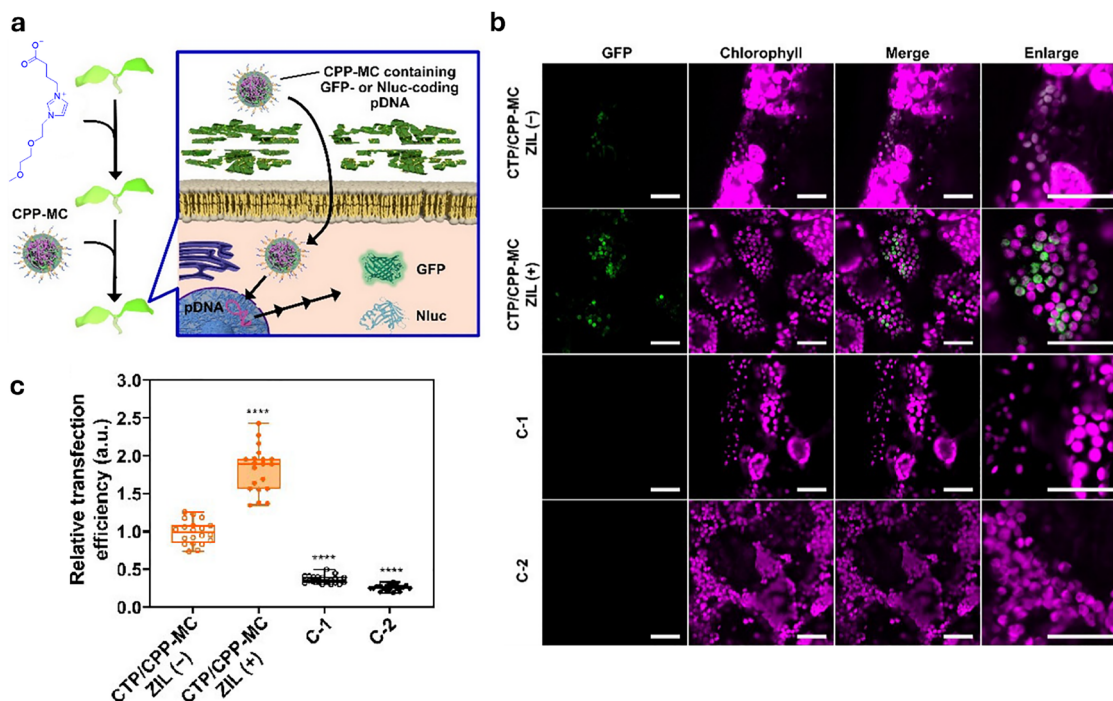 a
O
O⁻
N
N
O
O
CPP-MC
CPP-MC containing
GFP- or Nluc-coding
pDNA
GFP
pDNA
Nluc
b
GFP Chlorophyll Merge Enlarge
CTP/CPP-MC
ZIL (−)
CTP/CPP-MC
ZIL (+)
C-1
C-2
c
Relative transfection
efficiency (a.u.)
3.0
2.5
2.0
1.5
1.0
0.5
0.0
****
****
****
CTP/CPP-MC
ZIL (−)
CTP/CPP-MC
ZIL (+)
C-1
C-2